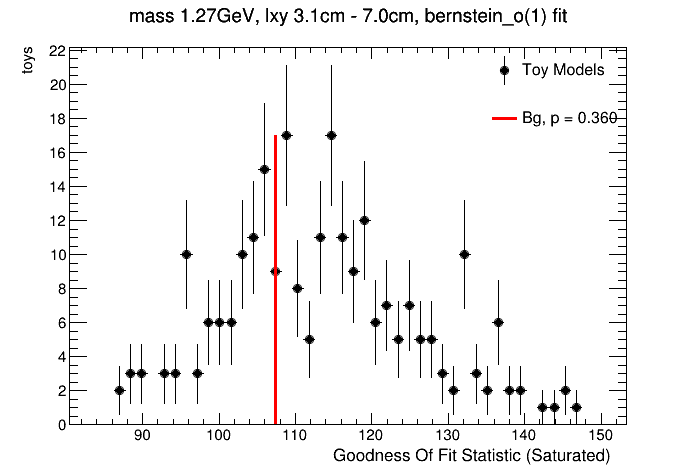 mass 1.27GeV, lxy 3.1cm - 7.0cm, bernstein_o(1) fit
toys
22
20
18
16
14
12
10
8
6
4
2
0
Toy Models
Bg, p = 0.360
90 100 110 120 130 140 150
Goodness Of Fit Statistic (Saturated)